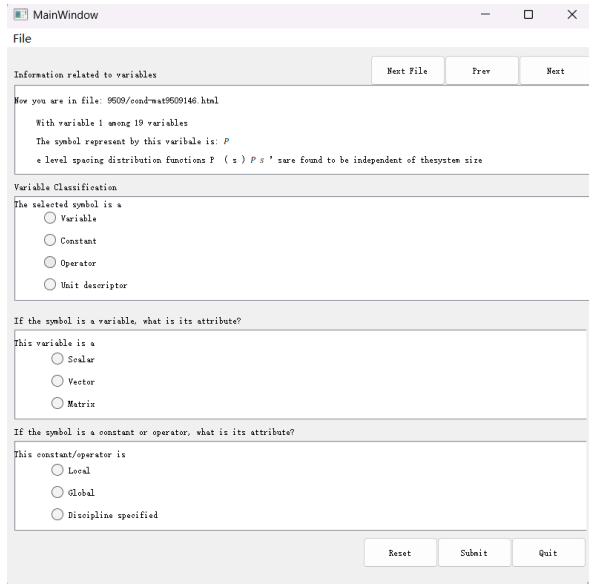 MainWindow
File
Information related to variables
Next File
Prev
Next
Now you are in file: 9509/cond-mat9509146.html
With variable 1 among 19 variables
The symbol represent by this varibale is: P
e level spacing distribution functions P ( s ) P s ' sare found to be independent of thesystem size
Variable Classification
The selected symbol is a
Variable
Constant
Operator
Unit descriptor
If the symbol is a variable, what is its attribute?
This variable is a
Scalar
Vector
Matrix
If the symbol is a constant or operator, what is its attribute?
This constant/operator is
Local
Global
Discipline specified
Reset
Submit
Quit